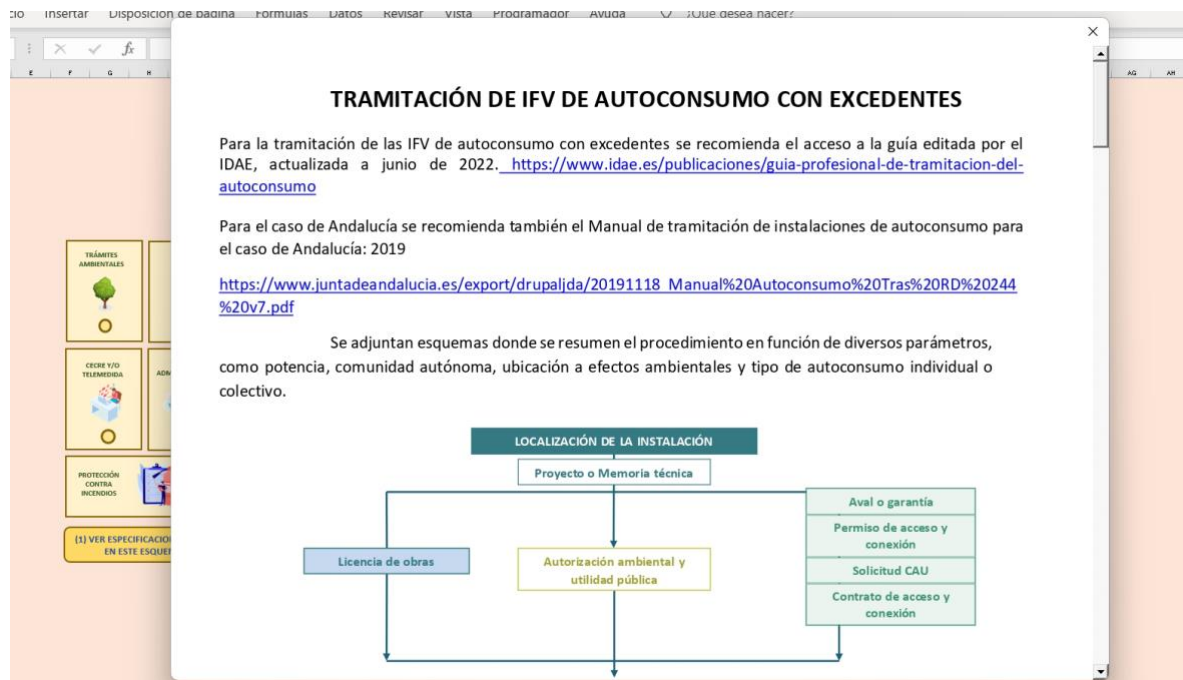 Insertar Disposición de página Fórmulas Datos Revisar Vista Programador Ayuda ¿Qué desea hacer?
fx
E F G H AG AH
TRAMITACIÓN DE IFV DE AUTOCONSUMO CON EXCEDENTES
Para la tramitación de las IFV de autoconsumo con excedentes se recomienda el acceso a la guía editada por el
IDAE, actualizada a junio de 2022. https://www.idae.es/publicaciones/guia-profesional-de-tramitacion-del-
autoconsumo
Para el caso de Andalucía se recomienda también el Manual de tramitación de instalaciones de autoconsumo para
el caso de Andalucía: 2019
https://www.juntadeandalucia.es/export/drupaljda/20191118_Manual%20Autoconsumo%20Tras%20RD%20244
%20v7.pdf
Se adjuntan esquemas donde se resumen el procedimiento en función de diversos parámetros,
como potencia, comunidad autónoma, ubicación a efectos ambientales y tipo de autoconsumo individual o
colectivo.
LOCALIZACIÓN DE LA INSTALACIÓN
Proyecto o Memoria técnica
Licencia de obras
Autorización ambiental y
utilidad pública
Aval o garantía
Permiso de acceso y
conexión
Solicitud CAU
Contrato de acceso y
conexión
TRÁMITES
AMBIENTALES
CECRE Y/O
TELEMEDIDA
PROTECCIÓN
CONTRA
INCENDIOS
(1) VER ESPECIFICACIO
EN ESTE ESQUE